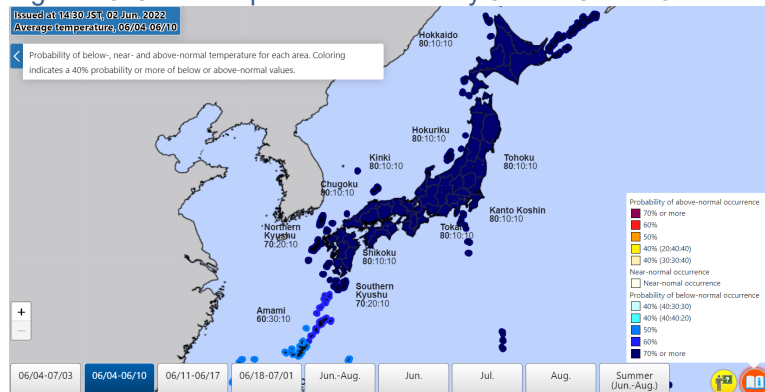 Issued at 14:30 JST, 02 Jun. 2022
Average temperature, 06/04-06/10
Probability of below-, near- and above-normal temperature for each area. Coloring
indicates a 40% probability or more of below or above-normal values.
Hokkaido
80:10:10
Hokuriku
80:10:10
Tohoku
80:10:10
Kinki
80:10:10
Chugoku
80:10:10
Kanto Koshin
80:10:10
Tokai
80:10:10
Northern
Kyushu
70:20:10
Shikoku
80:10:10
Southern
Kyushu
70:20:10
Amami
60:30:10
Probability of above-normal occurrence
70% or more
60%
50%
40% (20:40:40)
40% (30:30:40)
Near-normal occurrence
Near-nomal occurrence
Probability of below-normal occurrence
40% (40:30:30)
40% (40:40:20)
50%
60%
70% or more
+
−
06/04-07/03
06/04-06/10
06/11-06/17
06/18-07/01
Jun.-Aug.
Jun.
Jul.
Aug.
Summer
(Jun.-Aug.)